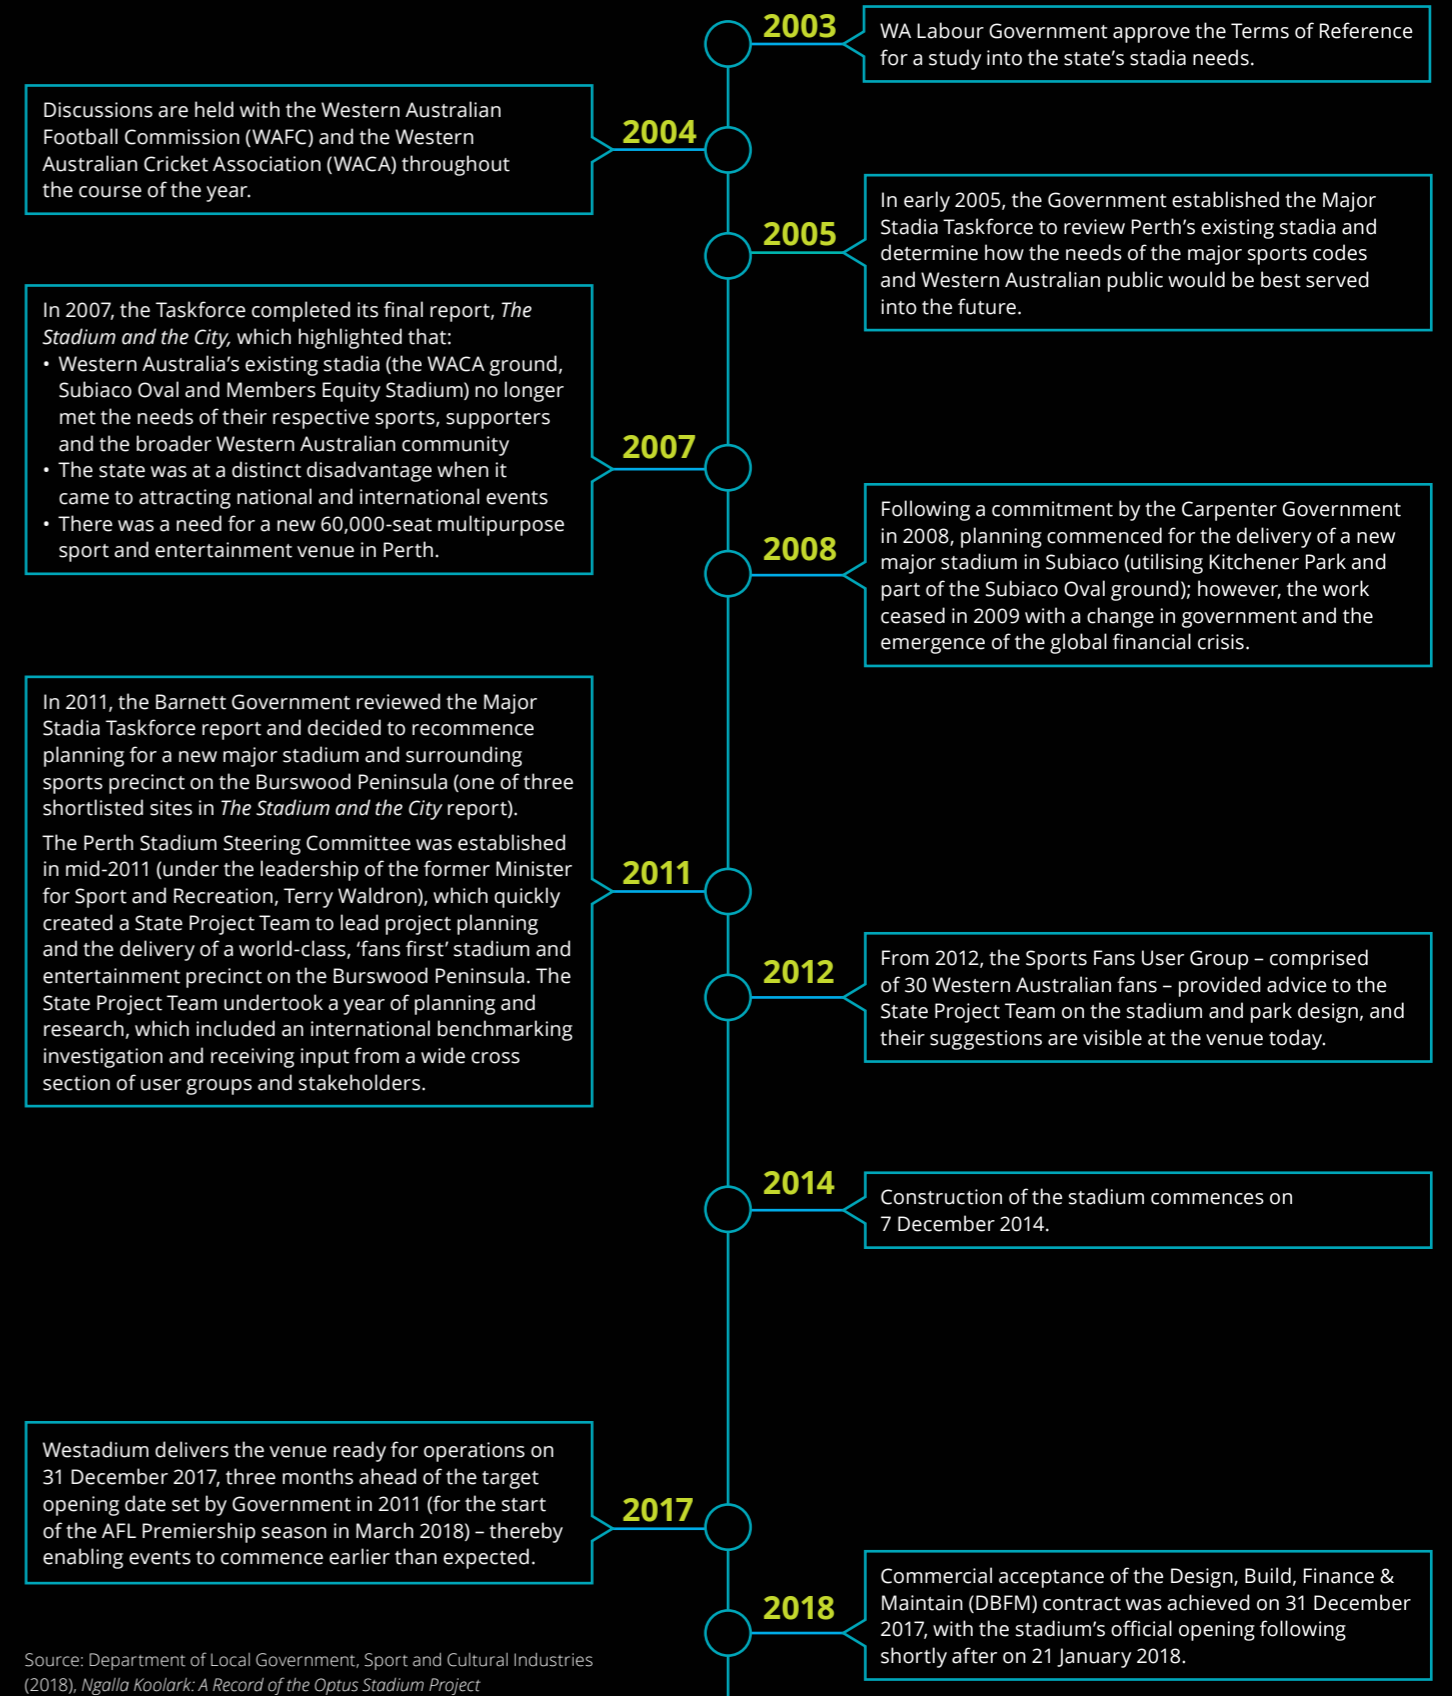 2003
WA Labour Government approve the Terms of Reference
for a study into the state’s stadia needs.
Discussions are held with the Western Australian
Football Commission (WAFC) and the Western
Australian Cricket Association (WACA) throughout
the course of the year.
2004
2005
In early 2005, the Government established the Major
Stadia Taskforce to review Perth’s existing stadia and
determine how the needs of the major sports codes
and Western Australian public would be best served
into the future.
In 2007, the Taskforce completed its final report, The
Stadium and the City, which highlighted that:
• Western Australia’s existing stadia (the WACA ground,
Subiaco Oval and Members Equity Stadium) no longer
met the needs of their respective sports, supporters
and the broader Western Australian community
• The state was at a distinct disadvantage when it
came to attracting national and international events
• There was a need for a new 60,000-seat multipurpose
sport and entertainment venue in Perth.
2007
2008
Following a commitment by the Carpenter Government
in 2008, planning commenced for the delivery of a new
major stadium in Subiaco (utilising Kitchener Park and
part of the Subiaco Oval ground); however, the work
ceased in 2009 with a change in government and the
emergence of the global financial crisis.
In 2011, the Barnett Government reviewed the Major
Stadia Taskforce report and decided to recommence
planning for a new major stadium and surrounding
sports precinct on the Burswood Peninsula (one of three
shortlisted sites in The Stadium and the City report).
The Perth Stadium Steering Committee was established
in mid-2011 (under the leadership of the former Minister
for Sport and Recreation, Terry Waldron), which quickly
created a State Project Team to lead project planning
and the delivery of a world-class, ‘fans first’ stadium and
entertainment precinct on the Burswood Peninsula. The
State Project Team undertook a year of planning and
research, which included an international benchmarking
investigation and receiving input from a wide cross
section of user groups and stakeholders.
2011
2012
From 2012, the Sports Fans User Group – comprised
of 30 Western Australian fans – provided advice to the
State Project Team on the stadium and park design, and
their suggestions are visible at the venue today.
2014
Construction of the stadium commences on
7 December 2014.
Westadium delivers the venue ready for operations on
31 December 2017, three months ahead of the target
opening date set by Government in 2011 (for the start
of the AFL Premiership season in March 2018) – thereby
enabling events to commence earlier than expected.
2017
2018
Commercial acceptance of the Design, Build, Finance &
Maintain (DBFM) contract was achieved on 31 December
2017, with the stadium’s official opening following
shortly after on 21 January 2018.
Source: Department of Local Government, Sport and Cultural Industries
(2018), Ngalla Koolark: A Record of the Optus Stadium Project